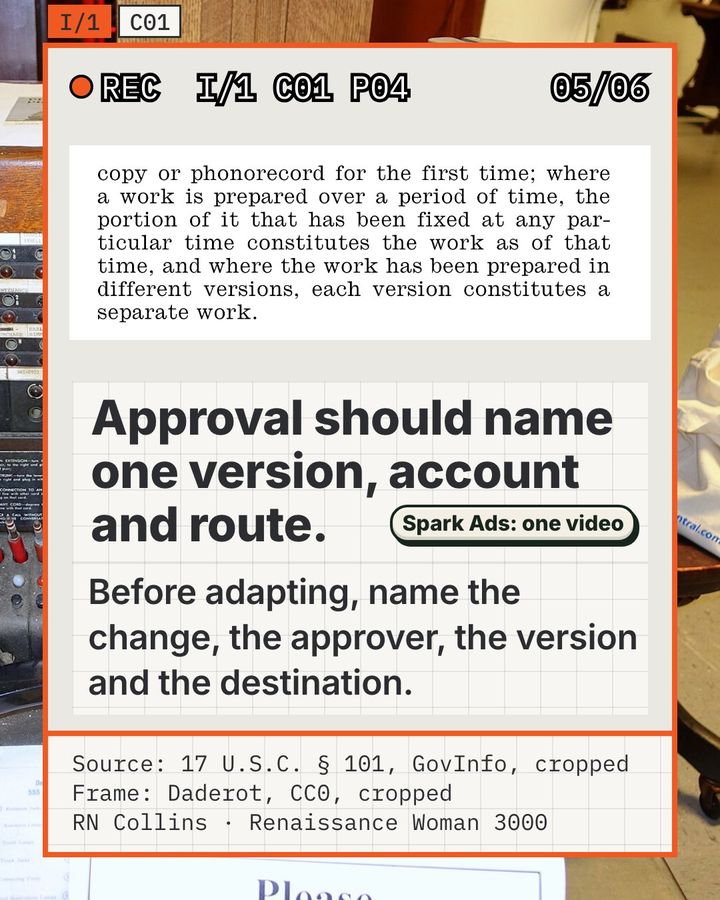 I/1 C01
REC I/1 C01 P04 05/06
copy or phonorecord for the first time; where
a work is prepared over a period of time, the
portion of it that has been fixed at any par-
ticular time constitutes the work as of that
time, and where the work has been prepared in
different versions, each version constitutes a
separate work.
Approval should name
one version, account
and route.
Spark Ads: one video
Before adapting, name the
change, the approver, the version
and the destination.
Source: 17 U.S.C. § 101, GovInfo, cropped
Frame: Daderot, CC0, cropped
RN Collins · Renaissance Woman 3000
ntral.com
Please